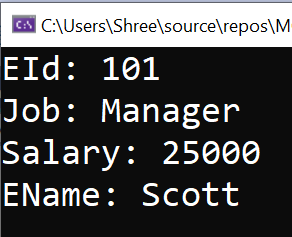 C:\Users\Shree\source\repos\M
EId: 101
Job: Manager
Salary: 25000
EName: Scott